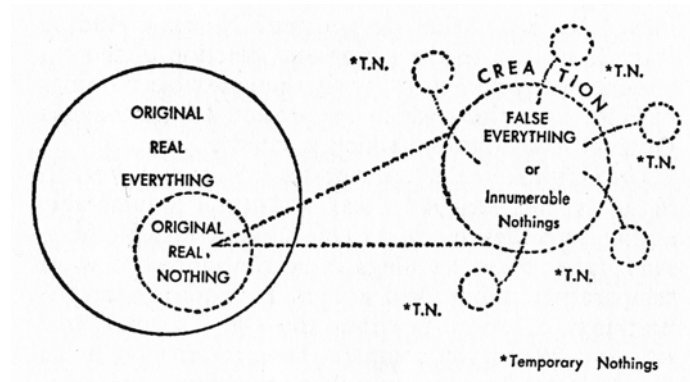 ORIGINAL
REAL
EVERYTHING
ORIGINAL
REAL
NOTHING
CREATION
FALSE
EVERYTHING
or
Innumerable
Nothings
*T.N.
*T.N.
*T.N.
*T.N.
*T.N.
*Temporary Nothings